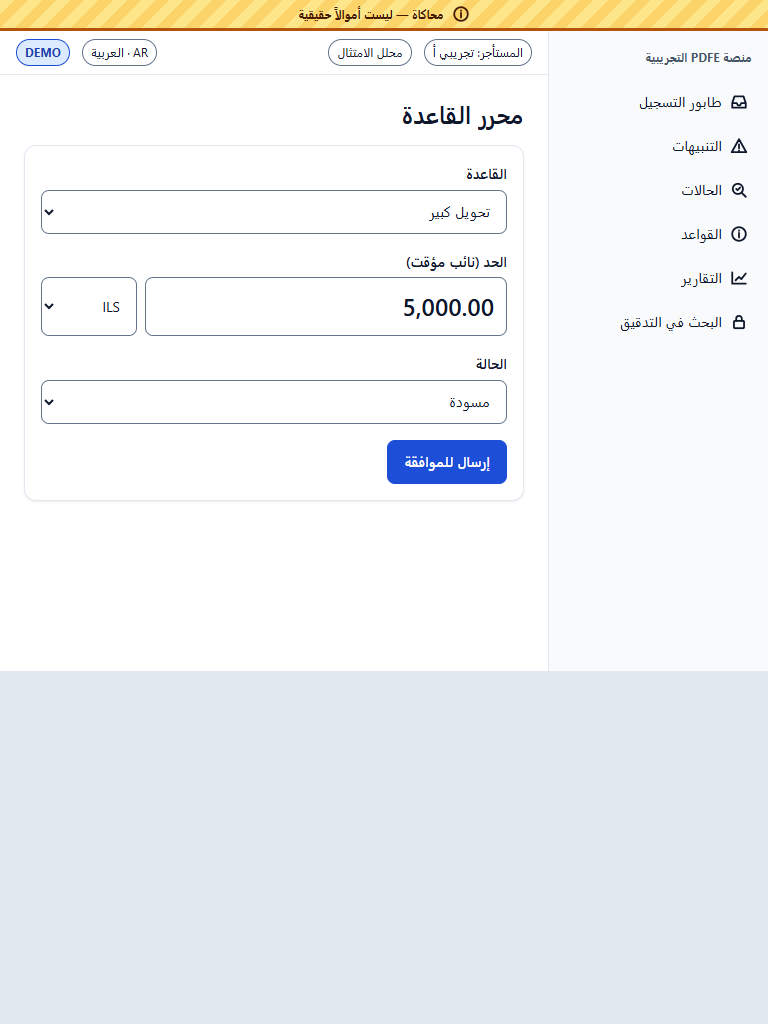 محاكاة — ليست أموالاً حقيقية
منصة PDFE التجريبية
طابور التسجيل
التنبيهات
الحالات
القواعد
التقارير
البحث في التدقيق
المستأجر: تجريبي أ
محلل الامتثال
AR · العربية
DEMO
محرر القاعدة
القاعدة
تحويل كبير
الحد (نائب مؤقت)
5,000.00
ILS
الحالة
مسودة
إرسال للموافقة